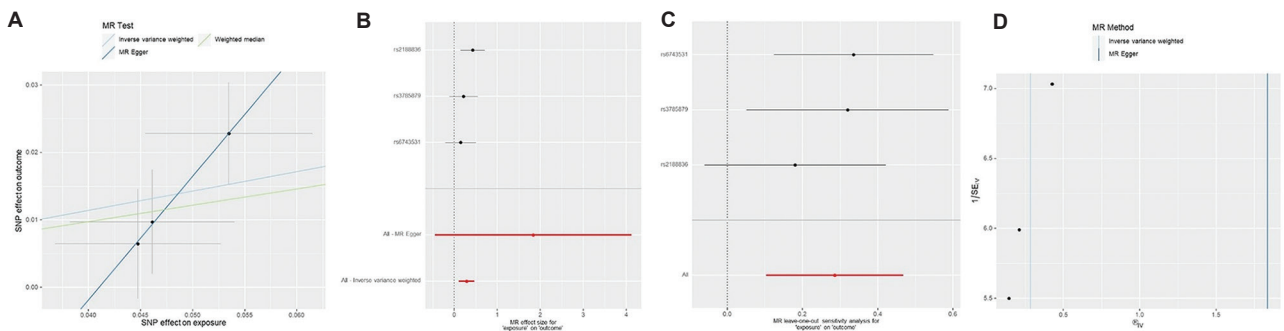 A
MR Test
Inverse variance weighted
Weighted median
MR Egger
SNP effect on outcome
0.03
0.02
0.01
0.00
0.040
0.045
0.050
0.055
0.060
SNP effect on exposure
B
rs2188836
rs3785879
rs6743531
All - MR Egger
All - Inverse variance weighted
0
1
2
3
4
MR effect size for
'exposure' on 'outcome'
C
rs6743531
rs3785879
rs2188836
All
0.0
0.2
0.4
0.6
MR leave-one-out sensitivity analysis for
'exposure' on 'outcome'
D
MR Method
Inverse variance weighted
MR Egger
1/SE IV
7.0
6.5
6.0
5.5
0.5
1.0
1.5